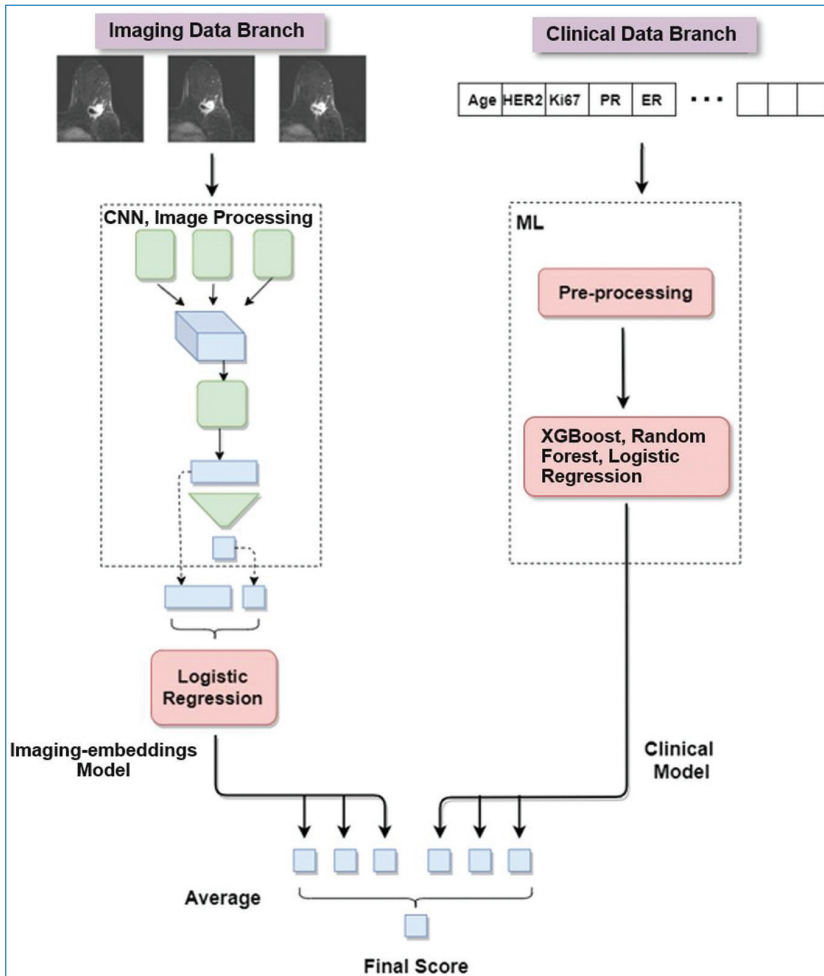 Imaging Data Branch
Clinical Data Branch
Age HER2 Ki67 PR ER ...
CNN, Image Processing
ML
Pre-processing
XGBoost, Random
Forest, Logistic
Regression
Logistic
Regression
Imaging-embeddings
Model
Clinical
Model
Average
Final Score